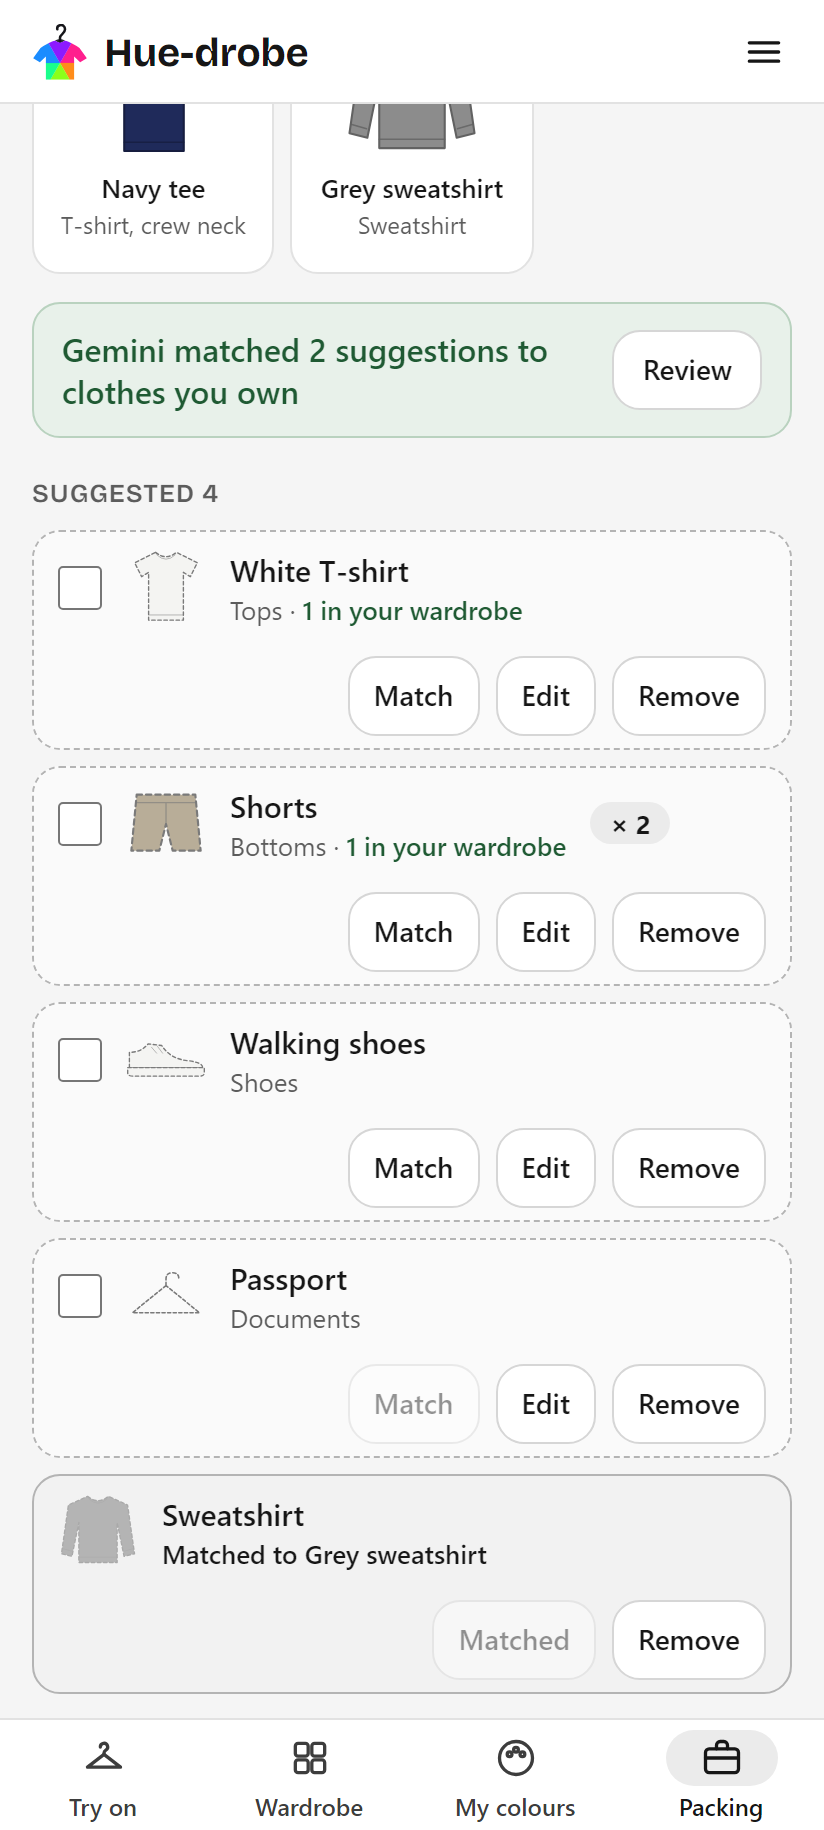 Hue-drobe
Navy tee
T-shirt, crew neck
Grey sweatshirt
Sweatshirt
Gemini matched 2 suggestions to
clothes you own
Review
SUGGESTED 4
White T-shirt
Tops · 1 in your wardrobe
Match
Edit
Remove
Shorts
Bottoms · 1 in your wardrobe
× 2
Match
Edit
Remove
Walking shoes
Shoes
Match
Edit
Remove
Passport
Documents
Match
Edit
Remove
Sweatshirt
Matched to Grey sweatshirt
Matched
Remove
Try on
Wardrobe
My colours
Packing